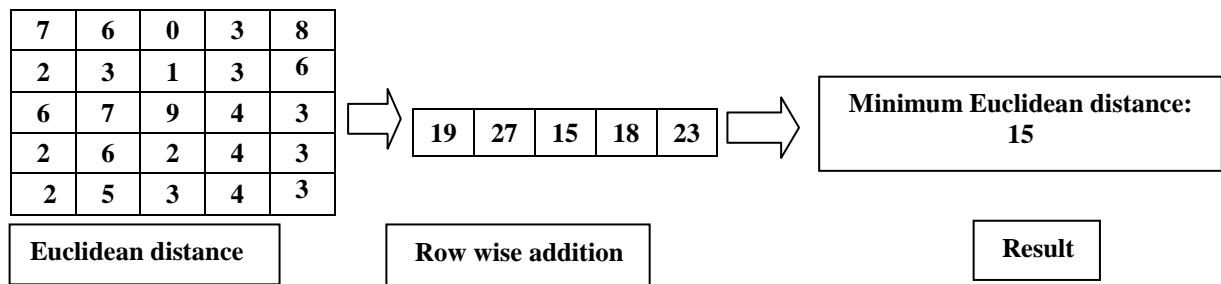 7 6 0 3 8
2 3 1 3 6
6 7 9 4 3
2 6 2 4 3
2 5 3 4 3
19 27 15 18 23
Minimum Euclidean distance:
15
Euclidean distance
Row wise addition
Result